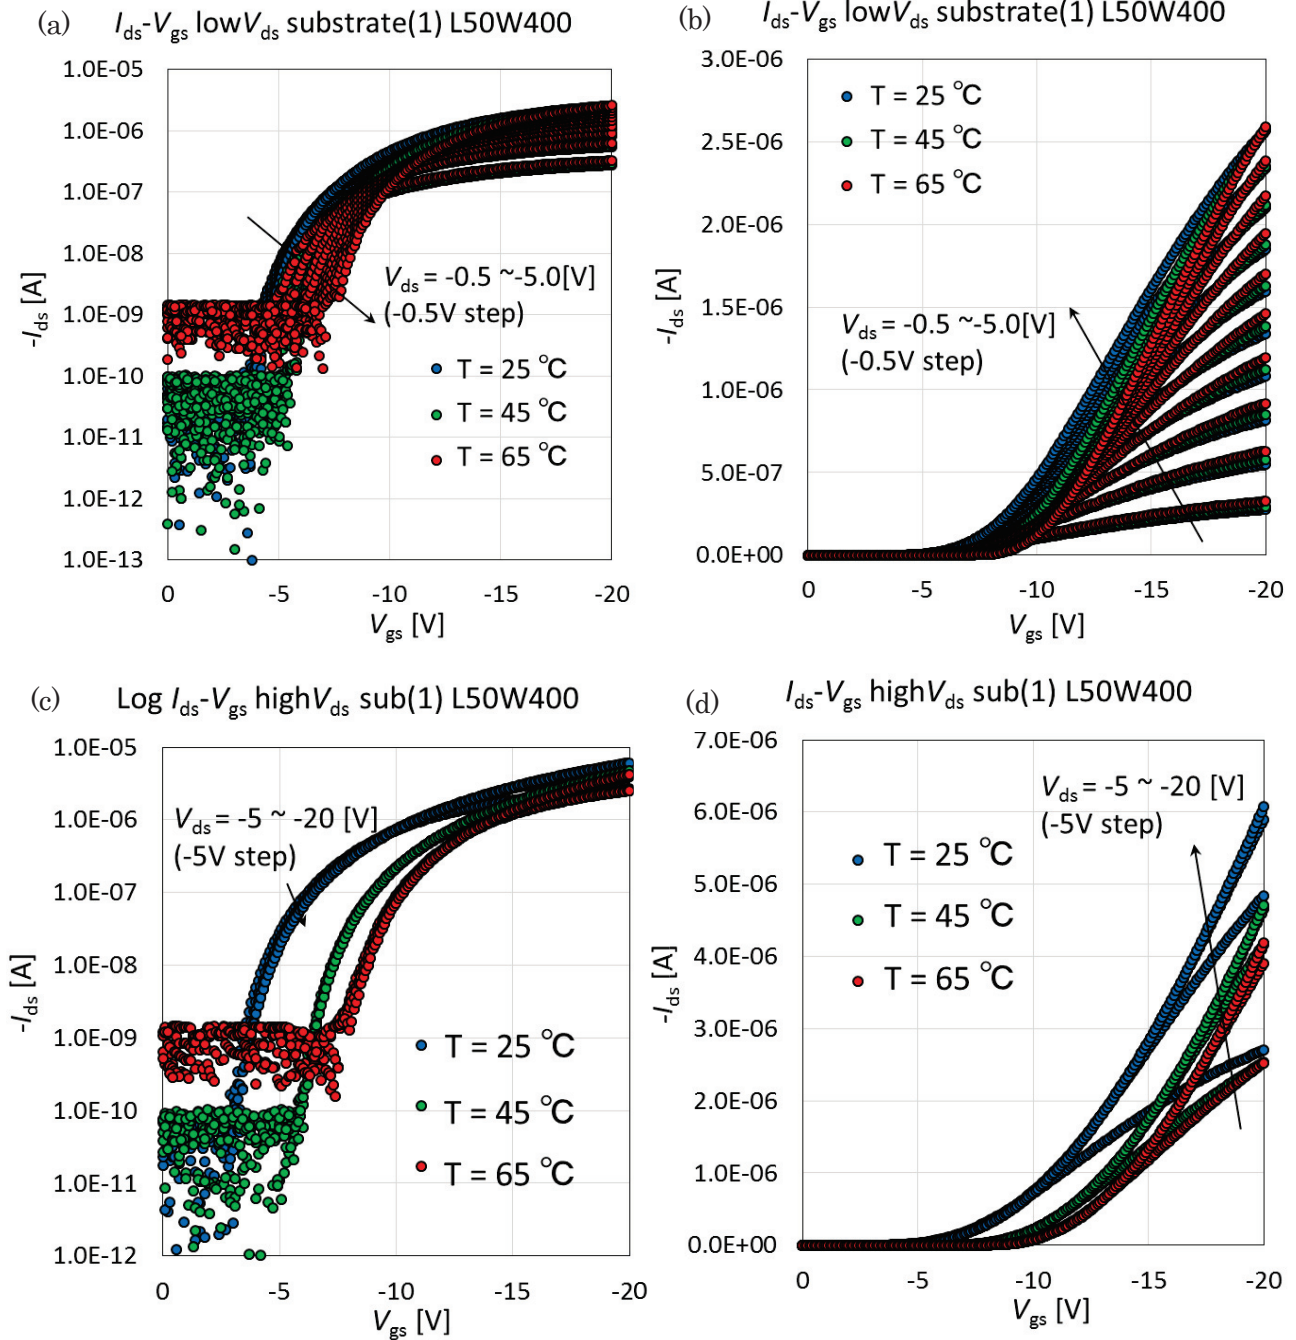 (a) Ids-Vgs lowVds substrate(1) L50W400
1.0E-05
1.0E-06
1.0E-07
1.0E-08
1.0E-09
1.0E-10
1.0E-11
1.0E-12
1.0E-13
-Ids [A]
Vds = -0.5 ~-5.0[V]
(-0.5V step)
T = 25 ℃
T = 45 ℃
T = 65 ℃
0 -5 -10 -15 -20
Vgs [V]
(b) Ids-Vgs lowVds substrate(1) L50W400
3.0E-06
2.5E-06
2.0E-06
1.5E-06
1.0E-06
5.0E-07
0.0E+00
-Ids [A]
T = 25 ℃
T = 45 ℃
T = 65 ℃
Vds = -0.5 ~-5.0[V]
(-0.5V step)
0 -5 -10 -15 -20
Vgs [V]
(c) Log Ids-Vgs highVds sub(1) L50W400
1.0E-05
1.0E-06
1.0E-07
1.0E-08
1.0E-09
1.0E-10
1.0E-11
1.0E-12
-Ids [A]
Vds = -5 ~ -20 [V]
(-5V step)
T = 25 ℃
T = 45 ℃
T = 65 ℃
0 -5 -10 -15 -20
Vgs [V]
(d) Ids-Vgs highVds sub(1) L50W400
7.0E-06
6.0E-06
5.0E-06
4.0E-06
3.0E-06
2.0E-06
1.0E-06
0.0E+00
-Ids [A]
Vds = -5 ~ -20 [V]
(-5V step)
T = 25 ℃
T = 45 ℃
T = 65 ℃
0 -5 -10 -15 -20
Vgs [V]